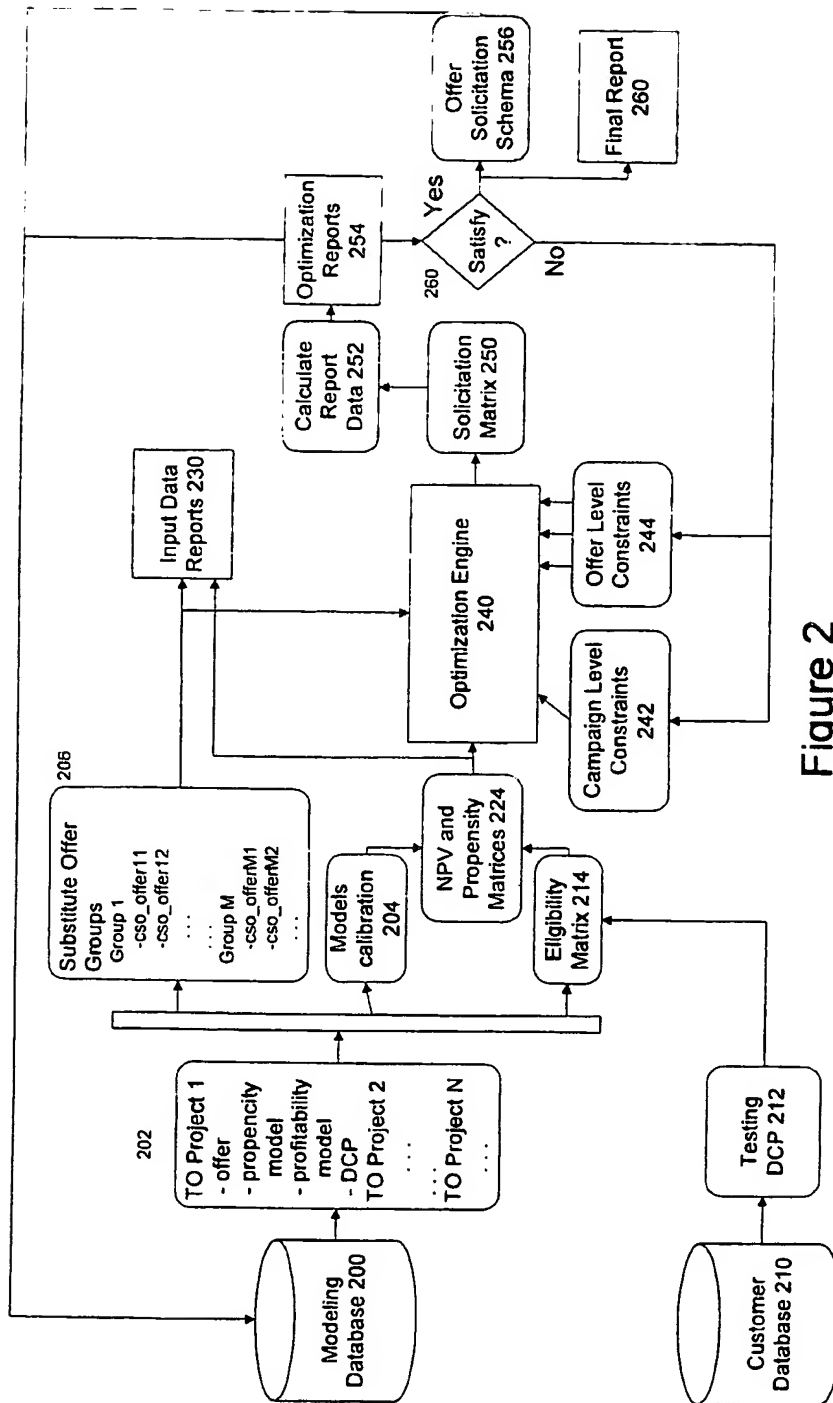 Modeling
Database 200
202
TO Project 1
- offer
- propencity
model
- profitability
model
- DCP
TO Project 2
. . .
. . .
TO Project N
. . .
206
Substitute Offer
Groups
Group 1
-cso_offer11
-cso_offer12
. . . .
. . . .
Group M
-cso_offerM1
-cso_offerM2
. . .
Models
calibration
204
Eligibility
Matrix 214
Customer
Database 210
Testing
DCP 212
NPV and
Propensity
Matrices 224
Input Data
Reports 230
Optimization Engine
240
Campaign Level
Constraints
242
Offer Level
Constraints
244
Solicitation
Matrix 250
Calculate
Report
Data 252
Optimization
Reports
254
260
Satisfy
?
Yes
No
Offer
Solicitation
Schema 256
Final Report
260
Figure 2